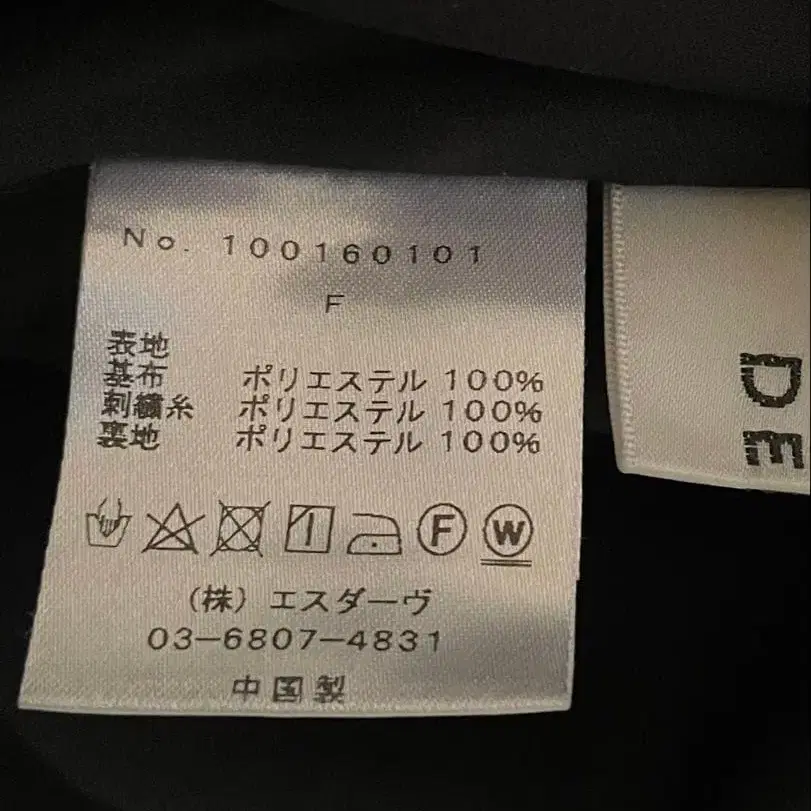 No. 100160101
F
表地
基布 ポリエステル 100%
刺繍糸 ポリエステル 100%
裏地 ポリエステル 100%
F W
(株) エスダーヴ
03-6807-4831
中国製
DE